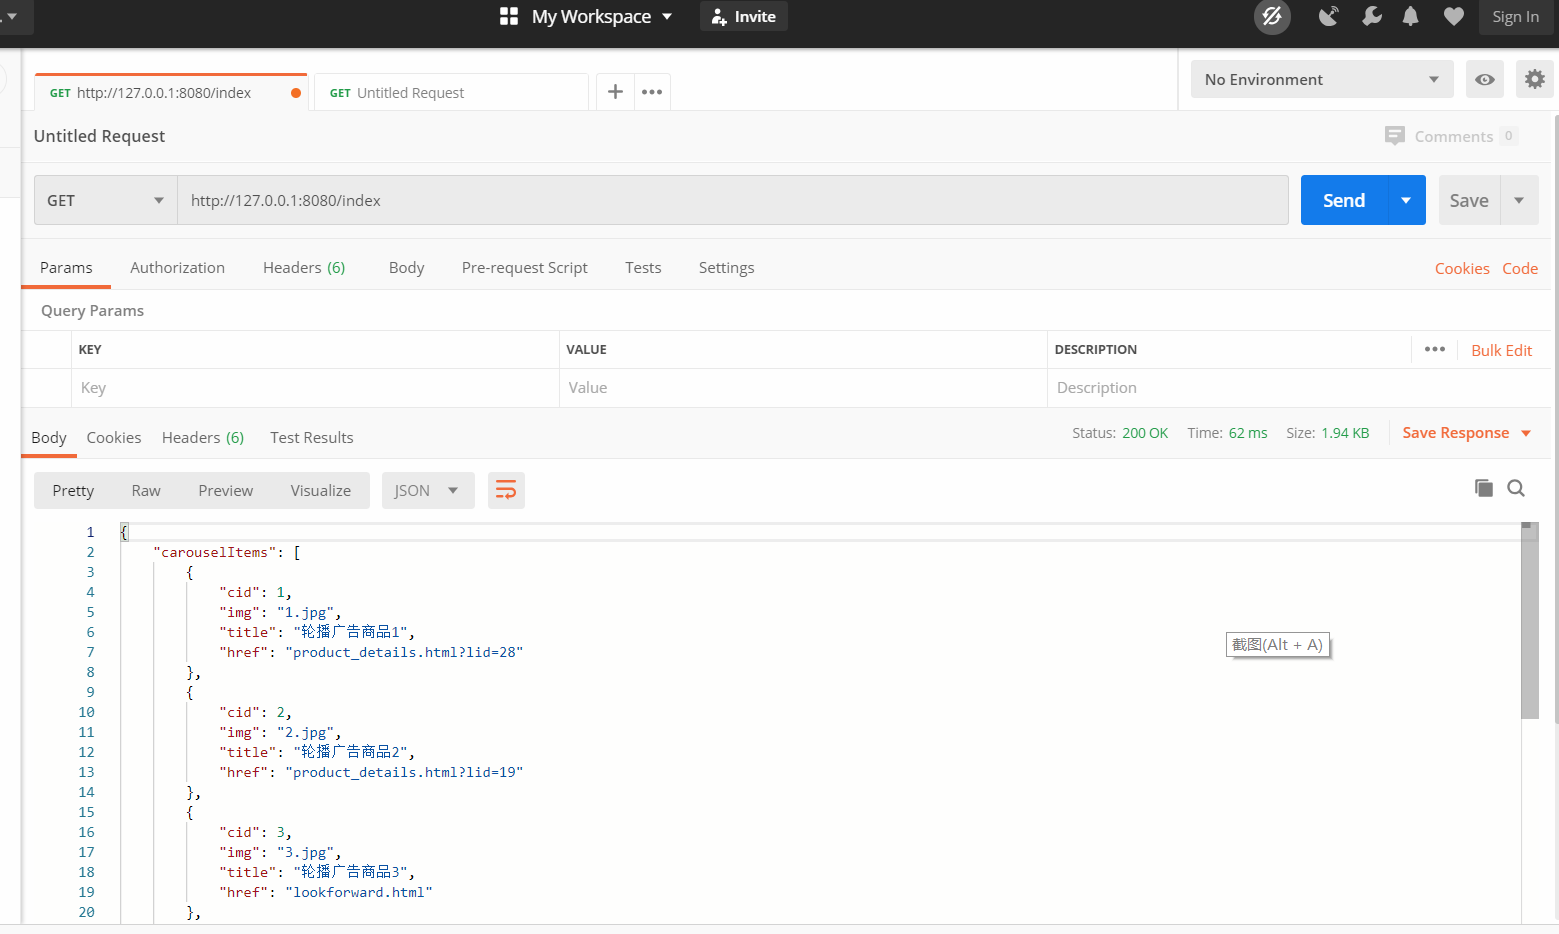 My Workspace
Invite
Sign In
GET http://127.0.0.1:8080/index
GET Untitled Request
No Environment
Untitled Request
Comments 0
GET
http://127.0.0.1:8080/index
Send
Save
Params
Authorization
Headers (6)
Body
Pre-request Script
Tests
Settings
Cookies
Code
Query Params
KEY
VALUE
DESCRIPTION
Bulk Edit
Key
Value
Description
Body
Cookies
Headers (6)
Test Results
Status: 200 OK
Time: 62 ms
Size: 1.94 KB
Save Response
Pretty
Raw
Preview
Visualize
JSON
1 {
2 "carouselItems": [
3 {
4 "cid": 1,
5 "img": "1.jpg",
6 "title": "轮播广告商品1",
7 "href": "product_details.html?lid=28"
8 },
9 {
10 "cid": 2,
11 "img": "2.jpg",
12 "title": "轮播广告商品2",
13 "href": "product_details.html?lid=19"
14 },
15 {
16 "cid": 3,
17 "img": "3.jpg",
18 "title": "轮播广告商品3",
19 "href": "lookforward.html"
20 },
截图(Alt + A)